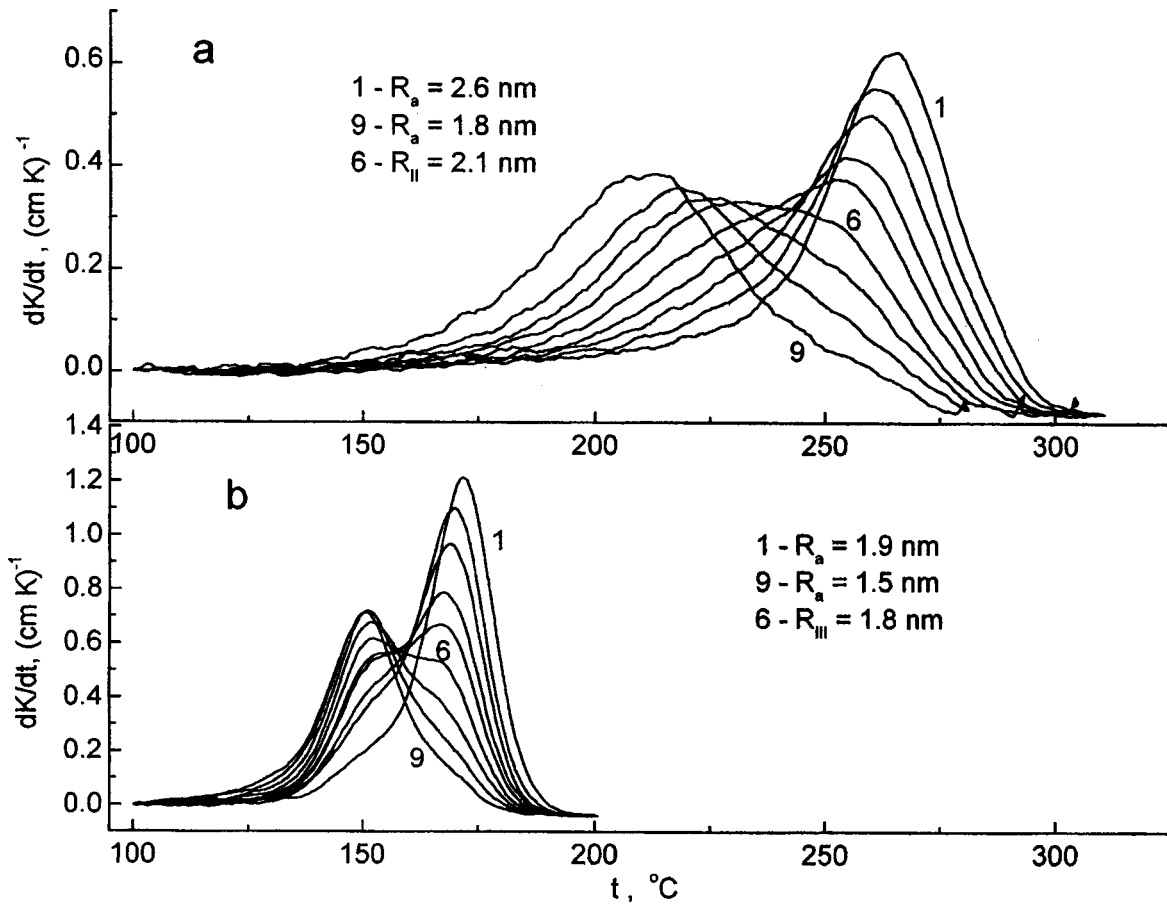 a
0.6
0.4
0.2
0.0
dK/dt , (cm K)⁻¹
1 - Rₐ = 2.6 nm
9 - Rₐ = 1.8 nm
6 - R_II = 2.1 nm
1
6
9
100 150 200 250 300
b
1.4
1.2
1.0
0.8
0.6
0.4
0.2
0.0
dK/dt, (cm K)⁻¹
1 - Rₐ = 1.9 nm
9 - Rₐ = 1.5 nm
6 - R_III = 1.8 nm
1
6
9
100 150 200 250 300
t , °C